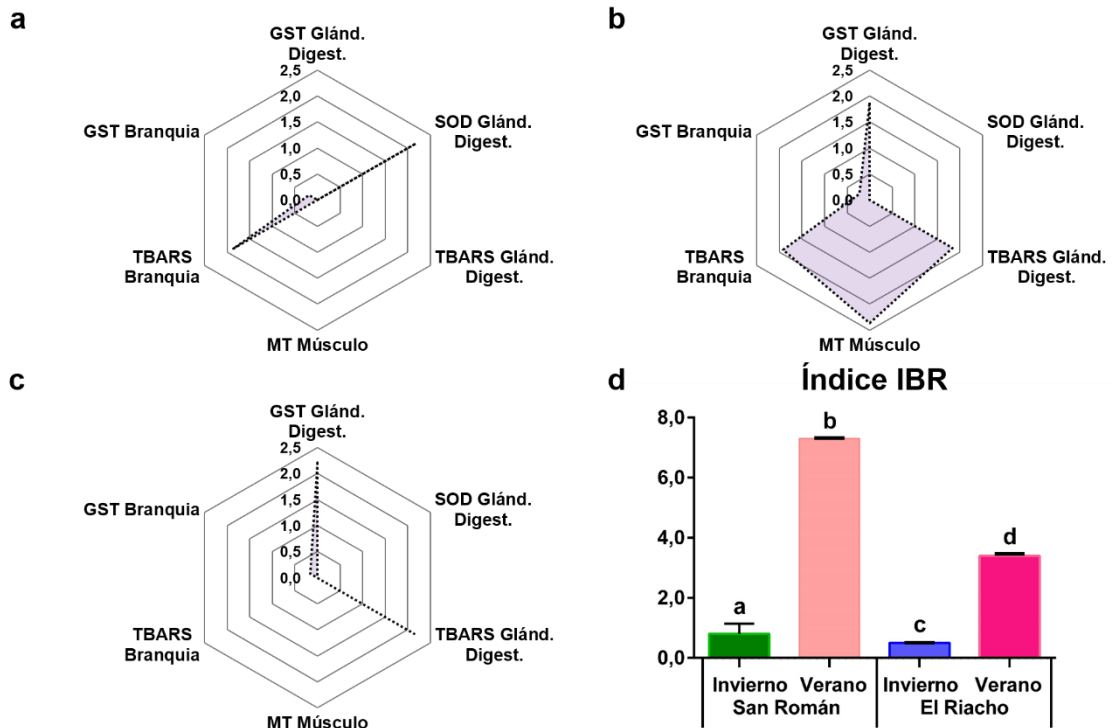 a
GST Gland.
Digest.
2,5
2,0
1,5
1,0
0,5
0,0
SOD Glánd.
Digest.
TBARS Glánd.
Digest.
MT Músculo
TBARS
Branquia
GST Branquia
b
GST Glánd.
Digest.
2,5
2,0
1,5
1,0
0,5
0,0
SOD Glánd.
Digest.
TBARS Glánd.
Digest.
MT Músculo
TBARS
Branquia
GST Branquia
c
GST Glánd.
Digest.
2,5
2,0
1,5
1,0
0,5
0,0
SOD Glánd.
Digest.
TBARS Glánd.
Digest.
MT Músculo
TBARS
Branquia
GST Branquia
d
Índice IBR
8,0
6,0
4,0
2,0
0,0
a
b
c
d
Invierno Verano Invierno Verano
San Román El Riacho